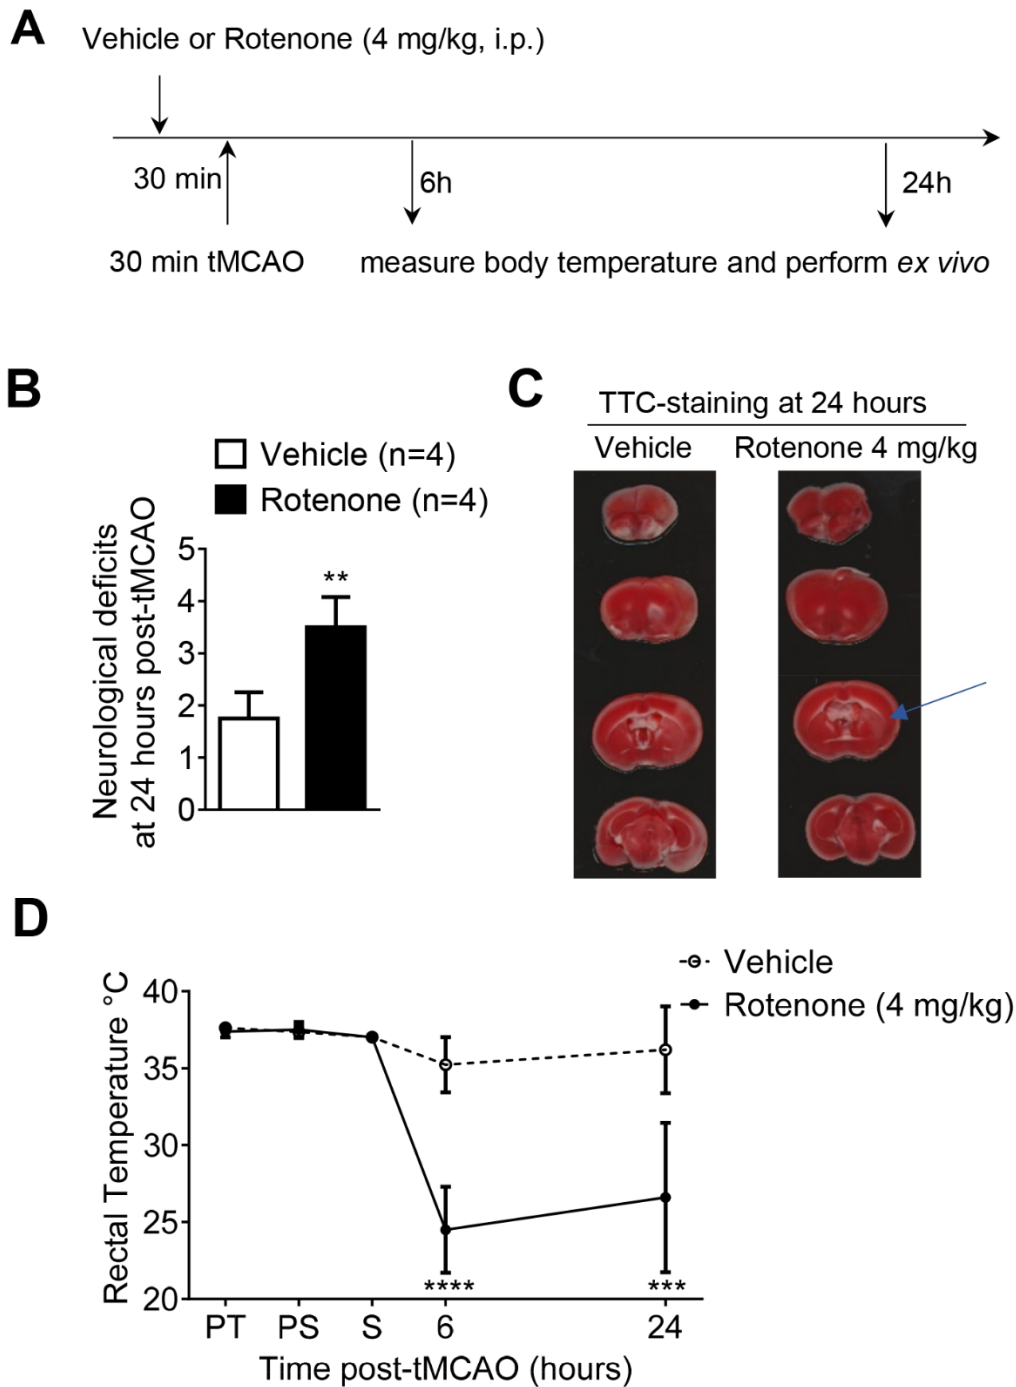 A
Vehicle or Rotenone (4 mg/kg, i.p.)
30 min
6h
24h
30 min tMCAO
measure body temperature and perform ex vivo
B
Vehicle (n=4)
Rotenone (n=4)
Neurological deficits
at 24 hours post-tMCAO
5
4
3
2
1
0
**
C
TTC-staining at 24 hours
Vehicle Rotenone 4 mg/kg
D
Vehicle
Rotenone (4 mg/kg)
Rectal Temperature °C
40
35
30
25
20
**** ***
PT PS S 6 24
Time post-tMCAO (hours)